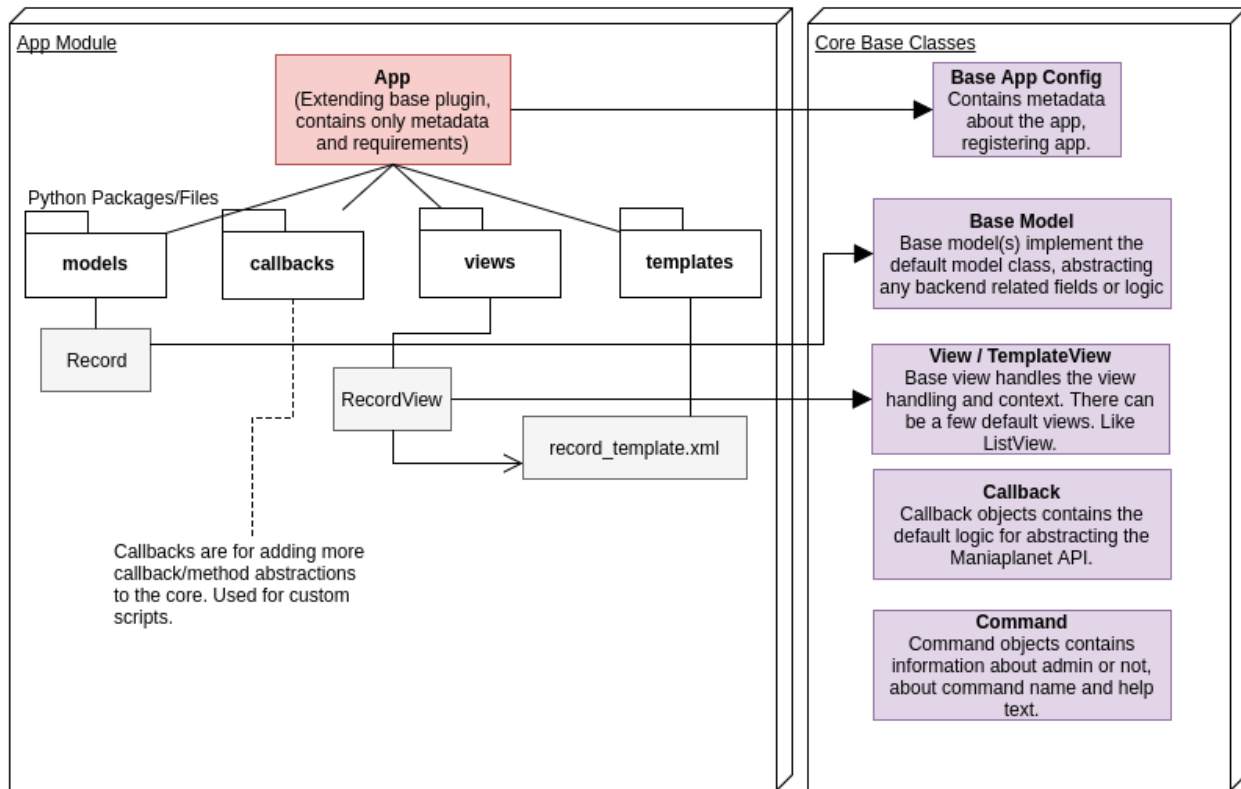 App Module
App
(Extending base plugin,
contains only metadata
and requirements)
Python Packages/Files
models
callbacks
views
templates
Record
RecordView
record_template.xml
Callbacks are for adding more
callback/method abstractions
to the core. Used for custom
scripts.
Core Base Classes
Base App Config
Contains metadata
about the app,
registering app.
Base Model
Base model(s) implement the
default model class, abstracting
any backend related fields or logic
View / TemplateView
Base view handles the view
handling and context. There can
be a few default views. Like
ListView.
Callback
Callback objects contains the
default logic for abstracting the
Maniaplanet API.
Command
Command objects contains
information about admin or not,
about command name and help
text.